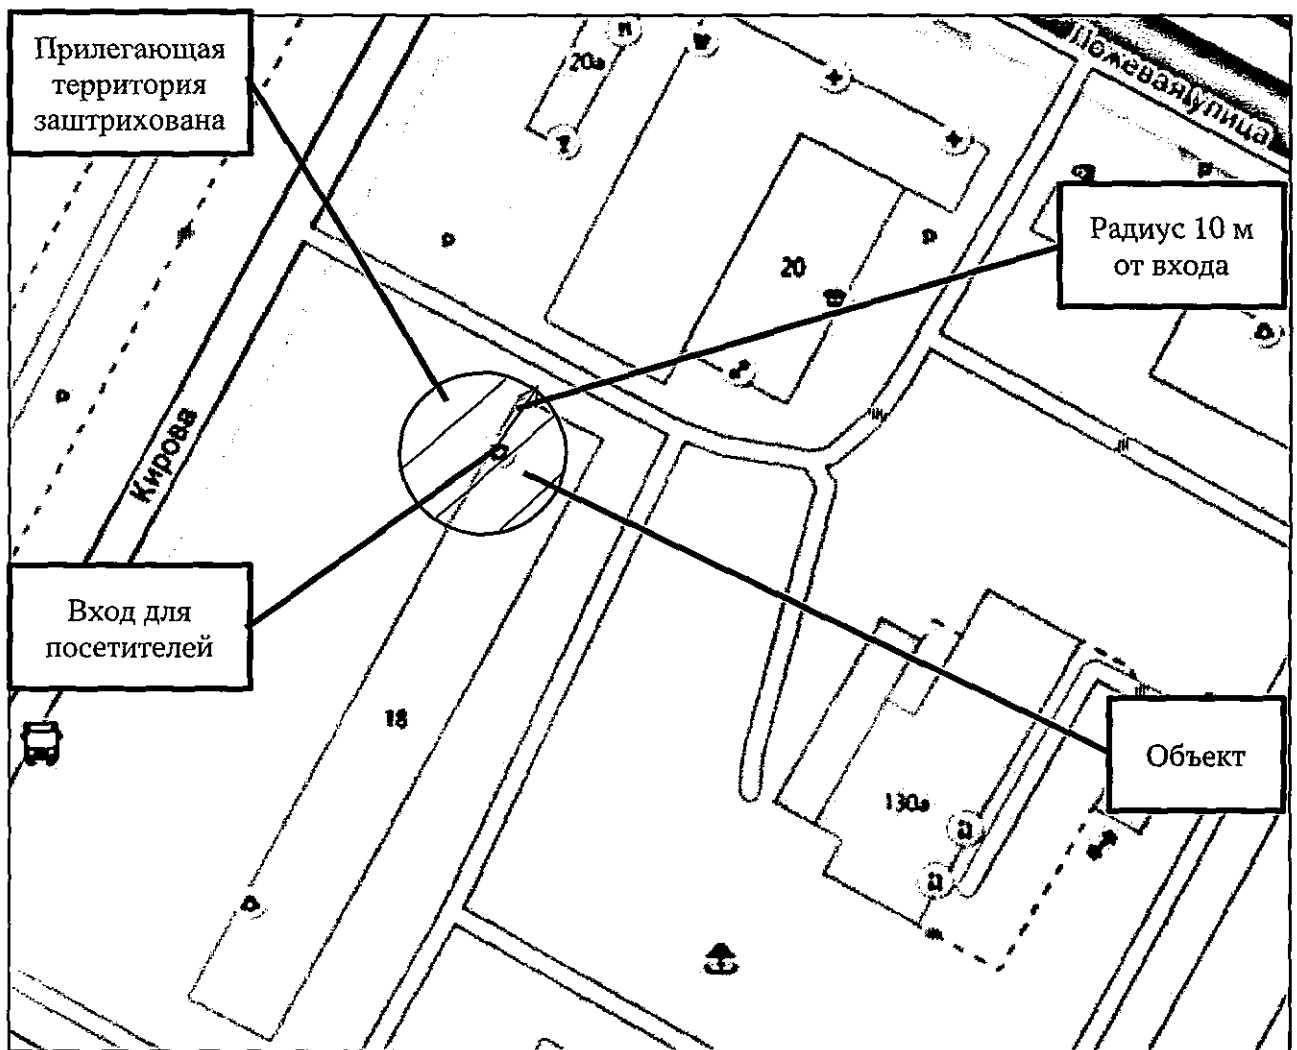 Прилегающая
территория
заштрихована
20а
Пожевая улица
Радиус 10 м
от входа
20
Кирова
Вход для
посетителей
18
Объект
130а